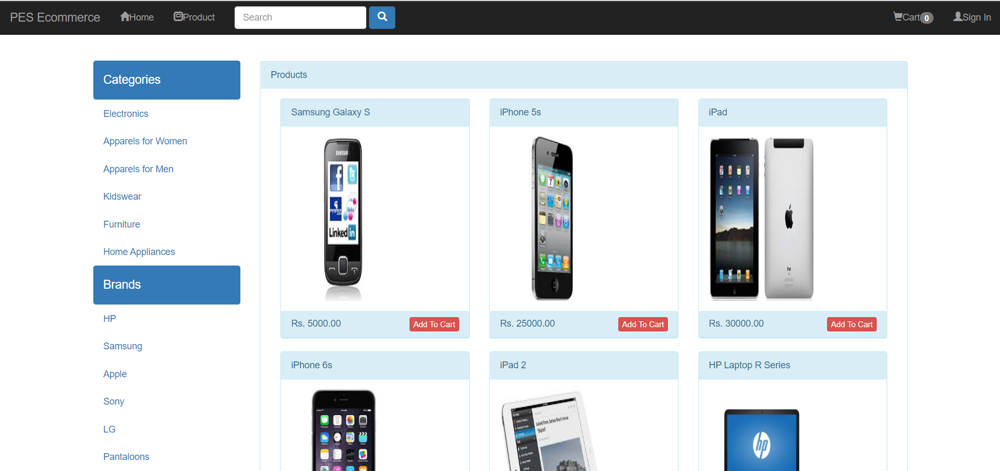 PES Ecommerce Home Product Search Cart 0 Sign In
Categories
Electronics
Apparels for Women
Apparels for Men
Kidswear
Furniture
Home Appliances
Brands
HP
Samsung
Apple
Sony
LG
Pantaloons
Products
Samsung Galaxy S
SAMSUNG
Linked in
Rs. 5000.00 Add To Cart
iPhone 5s
7
Rs. 25000.00 Add To Cart
iPad
iPad
Rs. 30000.00 Add To Cart
iPhone 6s
iPad 2
HP Laptop R Series
hp